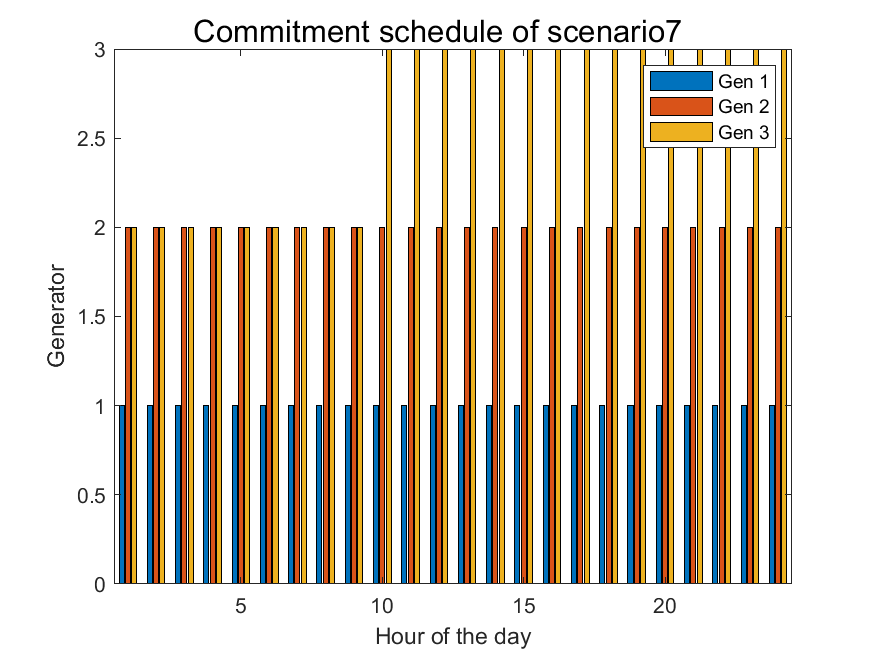 Commitment schedule of scenario7
3
2.5
2
1.5
1
0.5
0
Generator
Gen 1
Gen 2
Gen 3
5
10
15
20
Hour of the day